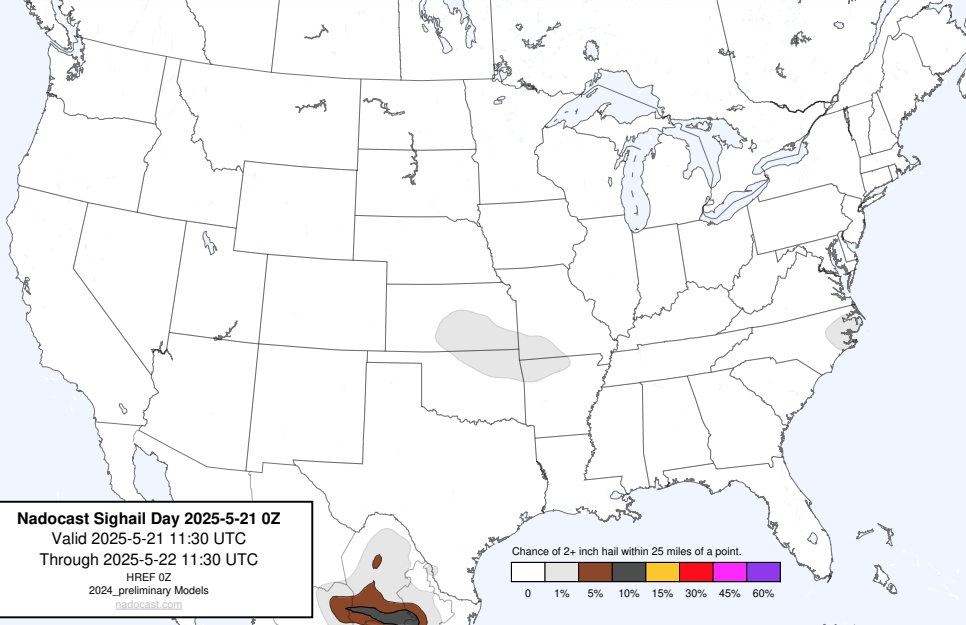 Nadocast Sighail Day 2025-5-21 0Z
Valid 2025-5-21 11:30 UTC
Through 2025-5-22 11:30 UTC
HREF 0Z
2024_preliminary Models
nadocast.com
Chance of 2+ inch hail within 25 miles of a point.
0 1% 5% 10% 15% 30% 45% 60%